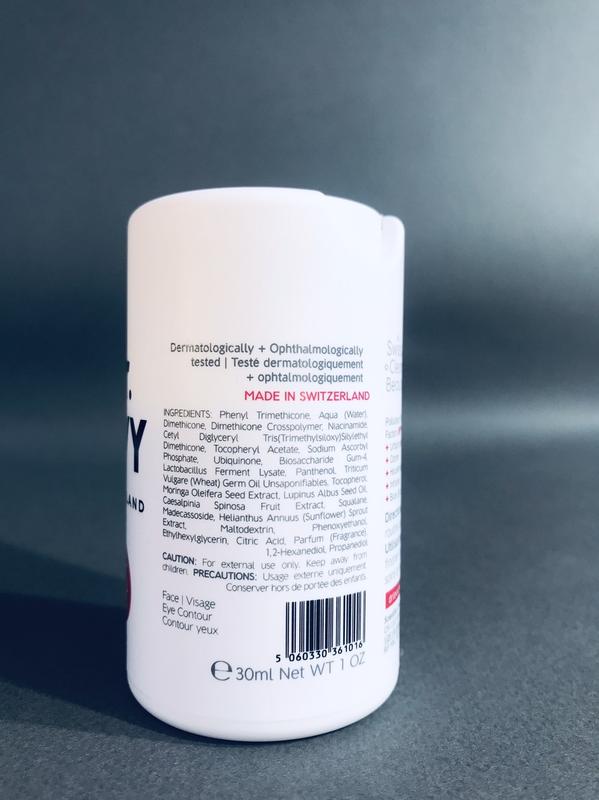 Dermatologically + Ophthalmologically
tested | Testé dermatologiquement
+ ophtalmologiquement
MADE IN SWITZERLAND
INGREDIENTS: Phenyl Trimethicone, Aqua (Water),
Dimethicone, Dimethicone Crosspolymer, Niacinamide,
Cetyl Diglyceryl Tris(Trimethylsiloxy)Silylethyl
Dimethicone, Tocopheryl Acetate, Sodium Ascorbyl
Phosphate, Ubiquinone, Biosaccharide Gum-4,
Lactobacillus Ferment Lysate, Panthenol, Triticum
Vulgare (Wheat) Germ Oil Unsaponifiables, Tocopherol,
Moringa Oleifera Seed Extract, Lupinus Albus Seed Oil,
Caesalpinia Spinosa Fruit Extract, Squalane,
Madecassoside, Helianthus Annuus (Sunflower) Sprout
Extract, Maltodextrin, Phenoxyethanol,
Ethylhexylglycerin, Citric Acid, Parfum (Fragrance),
1,2-Hexanediol, Propanediol
CAUTION: For external use only. Keep away from
children. PRECAUTIONS: Usage externe uniquement.
Conserver hors de portée des enfants.
Face | Visage
Eye Contour
Contour yeux
5 060330 361016
℮ 30ml Net WT 1 OZ